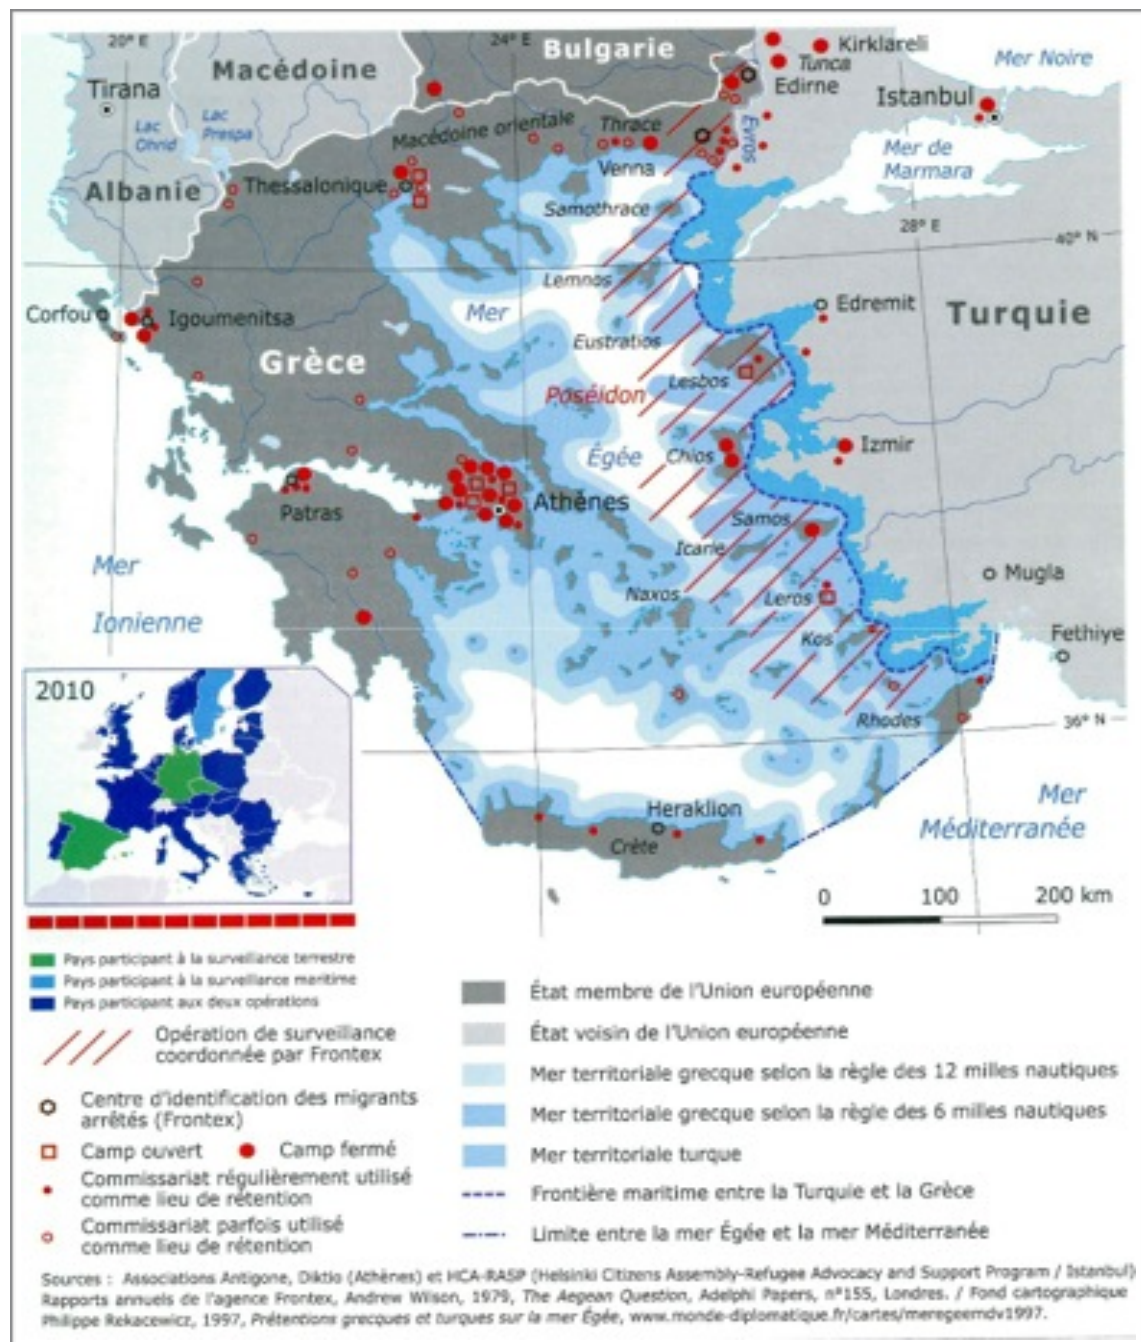 20° E
24° E
Bulgarie
Kirklareli
Tunca
Edirne
Mer Noire
Macédoine
Tirana
Istanbul
Lac
Ohrid
Lac
Prespa
Macédoine orientale
Thrace
Evros
Venna
Mer de
Marmara
Albanie
Thessalonique
Samothrace
28° E
40° N
Lemnos
Corfou
Igoumenitsa
Mer
Edremit
Turquie
Grèce
Eustratios
Lesbos
Poséidon
Égée
Chios
Izmir
Patras
Athènes
Samos
Icarie
Mer
Ionienne
Naxos
Leros
Mugla
Kos
Fethiye
2010
Rhodes
36° N
Heraklion
Crète
Mer
Méditerranée
0 100 200 km
Pays participant à la surveillance terrestre
Pays participant à la surveillance maritime
Pays participant aux deux opérations
Opération de surveillance
coordonnée par Frontex
Centre d'identification des migrants
arrêtés (Frontex)
Camp ouvert
Camp fermé
Commissariat régulièrement utilisé
comme lieu de rétention
Commissariat parfois utilisé
comme lieu de rétention
État membre de l'Union européenne
État voisin de l'Union européenne
Mer territoriale grecque selon la règle des 12 milles nautiques
Mer territoriale grecque selon la règle des 6 milles nautiques
Mer territoriale turque
Frontière maritime entre la Turquie et la Grèce
Limite entre la mer Égée et la mer Méditerranée
Sources : Associations Antigone, Diktio (Athènes) et HCA-RASP (Helsinki Citizens Assembly-Refugee Advocacy and Support Program / Istanbul)
Rapports annuels de l'agence Frontex, Andrew Wilson, 1979, The Aegean Question, Adelphi Papers, n°155, Londres. / Fond cartographique
Philippe Rekacewicz, 1997, Prétentions grecques et turques sur la mer Égée, www.monde-diplomatique.fr/cartes/meregeemdv1997.